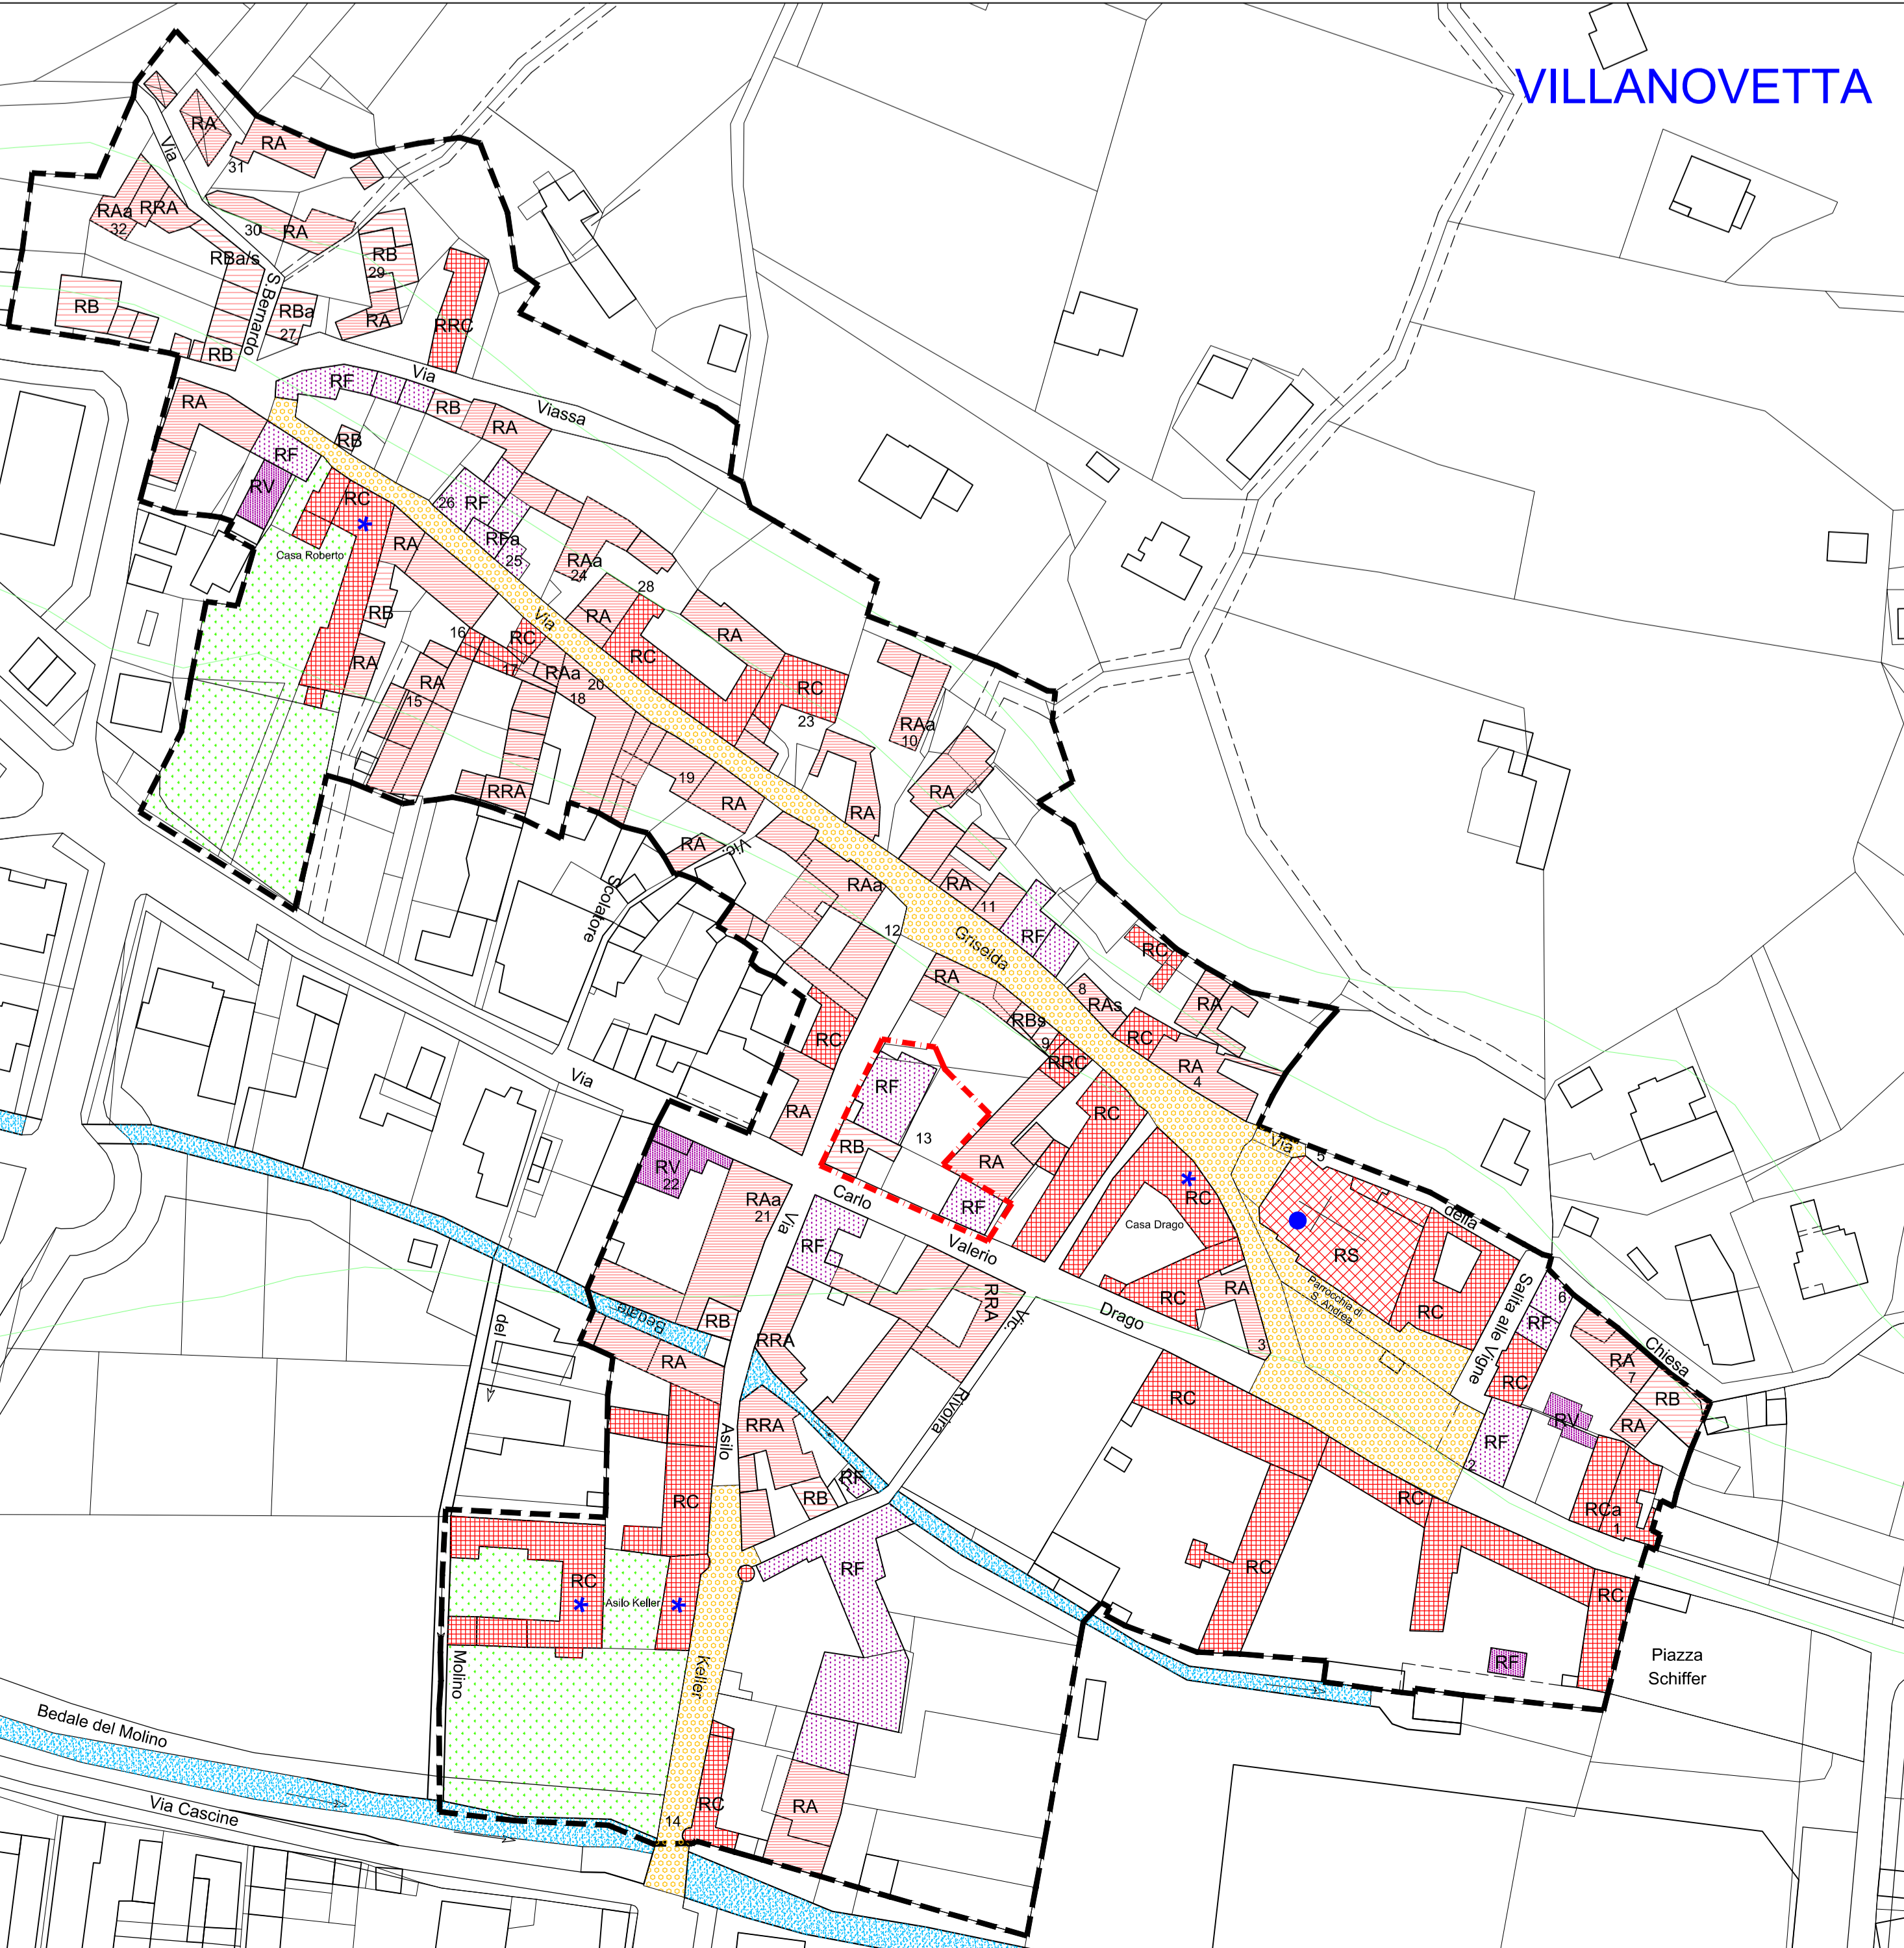 VILLANOVETTA
RA
RA
31
Via
RAa
RRA
32
30
RA
RBa/s
RB
29
RB
S.Bernardo
RBa
27
RA
RRC
RB
Via
Viassa
RF
RA
RB
RA
RB
RF
RV
RC
*
26
RF
RFa
25
Casa Roberto
RA
RAa
24
28
RB
RA
Via
RA
16
RC
17
RA
RC
RAa
20
18
RA
15
RC
23
RAa
10
RRA
19
RA
RA
RA
RA
Vic.
RAa
RA
11
Scolatore
12
Griselda
RF
RC
RA
8
RAs
RA
RBs
9
RC
RC
RRC
RA
4
Via
RF
RC
RA
13
RB
Via
5
RV
22
RA
*
RC
RAa
21
Carlo
RF
Casa Drago
della
Via
RF
Valerio
RS
Parrocchia di
S. Andrea
Salita alle Vigne
RC
RA
RC
6
RF
RRA
Vic.
Drago
Bedale
RB
RRA
del
3
Chiesa
RA
7
RA
RC
RC
RB
Rivoira
RRA
Asilo
RV
RA
RF
2
RF
RB
RC
RC
RCa
1
RF
RC
RC
RC
*
Asilo Keller
*
Molino
Keller
RF
Piazza
Schiffer
Bedale del Molino
Via Cascine
RC
RA
14